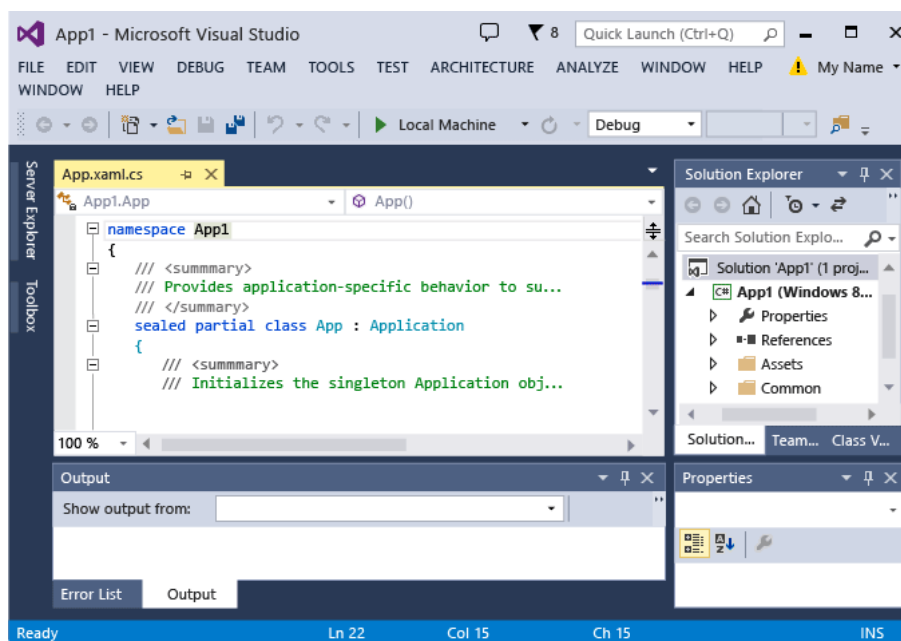 App1 - Microsoft Visual Studio
8
Quick Launch (Ctrl+Q)
FILE EDIT VIEW DEBUG TEAM TOOLS TEST ARCHITECTURE ANALYZE WINDOW HELP My Name
WINDOW HELP
Local Machine Debug
Server Explorer
Toolbox
App.xaml.cs
App1.App App()
namespace App1
{
/// <summmary>
/// Provides application-specific behavior to su...
/// </summary>
sealed partial class App : Application
{
/// <summmary>
/// Initializes the singleton Application obj...
100 %
Solution Explorer
Search Solution Explo...
Solution 'App1' (1 proj...
C# App1 (Windows 8...
Properties
References
Assets
Common
Solution... Team... Class V...
Output
Show output from:
Error List Output
Properties
Ready Ln 22 Col 15 Ch 15 INS